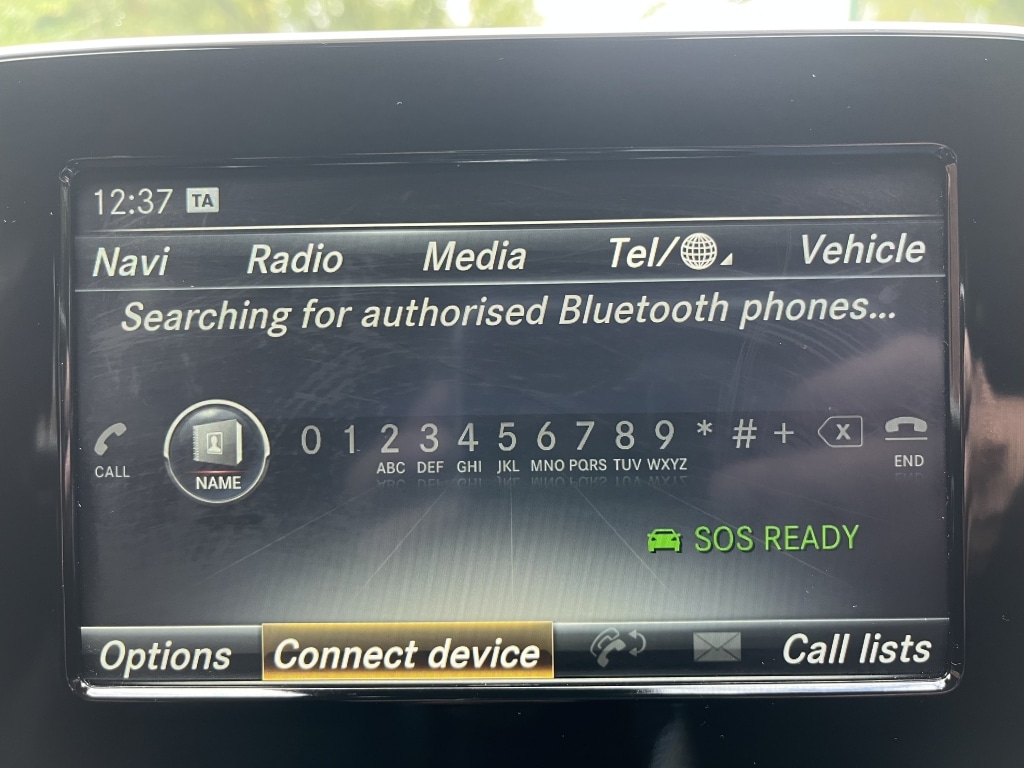 12:37 TA
Navi Radio Media Tel/ Vehicle
Searching for authorised Bluetooth phones...
CALL NAME 0 1 2 3 4 5 6 7 8 9 * # + X END
ABC DEF GHI JKL MNO PQRS TUV WXYZ
SOS READY
Options Connect device Call lists